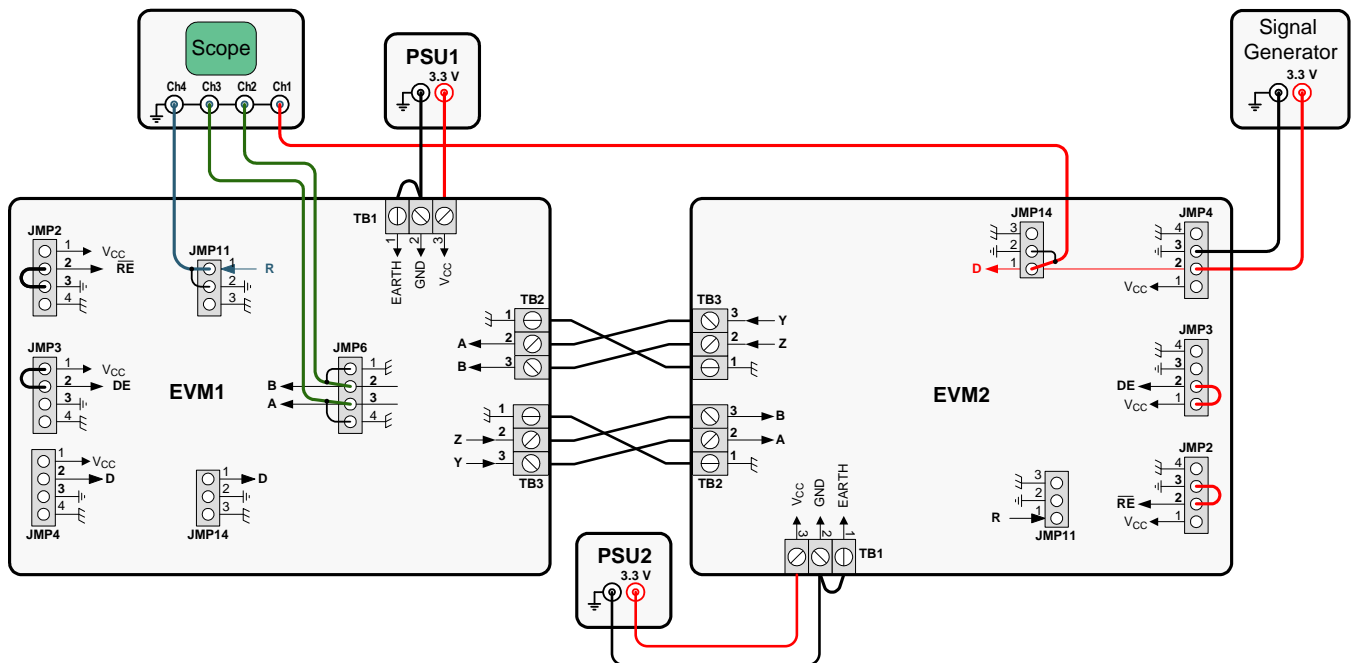 Scope
Ch4 Ch3 Ch2 Ch1
PSU1
3.3 V
Signal
Generator
3.3 V
TB1
1 2 3
EARTH
GND
VCC
JMP2
1 VCC
2 RE
3
4
JMP11
1 R
2
3
JMP3
1 VCC
2 DE
3
4
JMP6
1
B 2
A 3
4
EVM1
JMP4
1 VCC
2 D
3
4
JMP14
1 D
2
3
TB2
1
A 2
B 3
1
Z 2
Y 3
TB3
TB3
3 Y
2 Z
1
3 B
2 A
1
TB2
EVM2
JMP14
3
2
D 1
JMP4
4
3
2
VCC 1
JMP3
4
3
DE 2
VCC 1
JMP2
4
3
RE 2
VCC 1
3
2
R 1
JMP11
VCC
GND
EARTH
3 2 1
TB1
PSU2
3.3 V